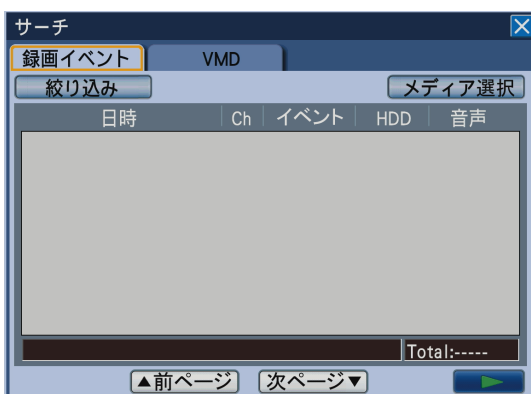 サーチ
録画イベント VMD
絞り込み メディア選択
日時 Ch イベント HDD 音声
Total:-----
▲前ページ 次ページ▼